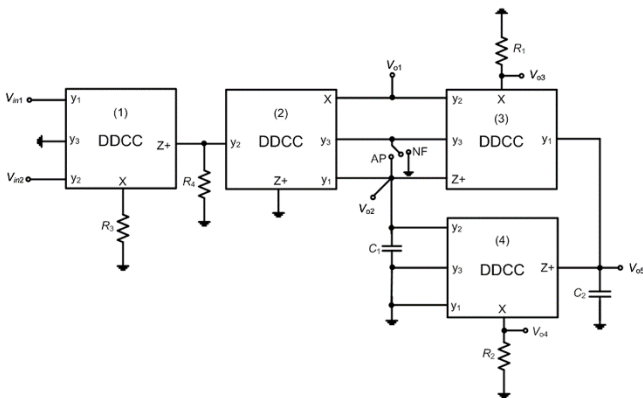 R1
Vo1
Vo3
Vin1
y1
(1)
DDCC
y3
Z+
Vin2
y2
X
R3
R4
(2)
DDCC
X
y2
y3
y1
Z+
AP
NF
Vo2
X
y2
(3)
DDCC
y3
y1
Z+
C1
y2
(4)
DDCC
y3
Z+
y1
X
Vo5
C2
Vo4
R2